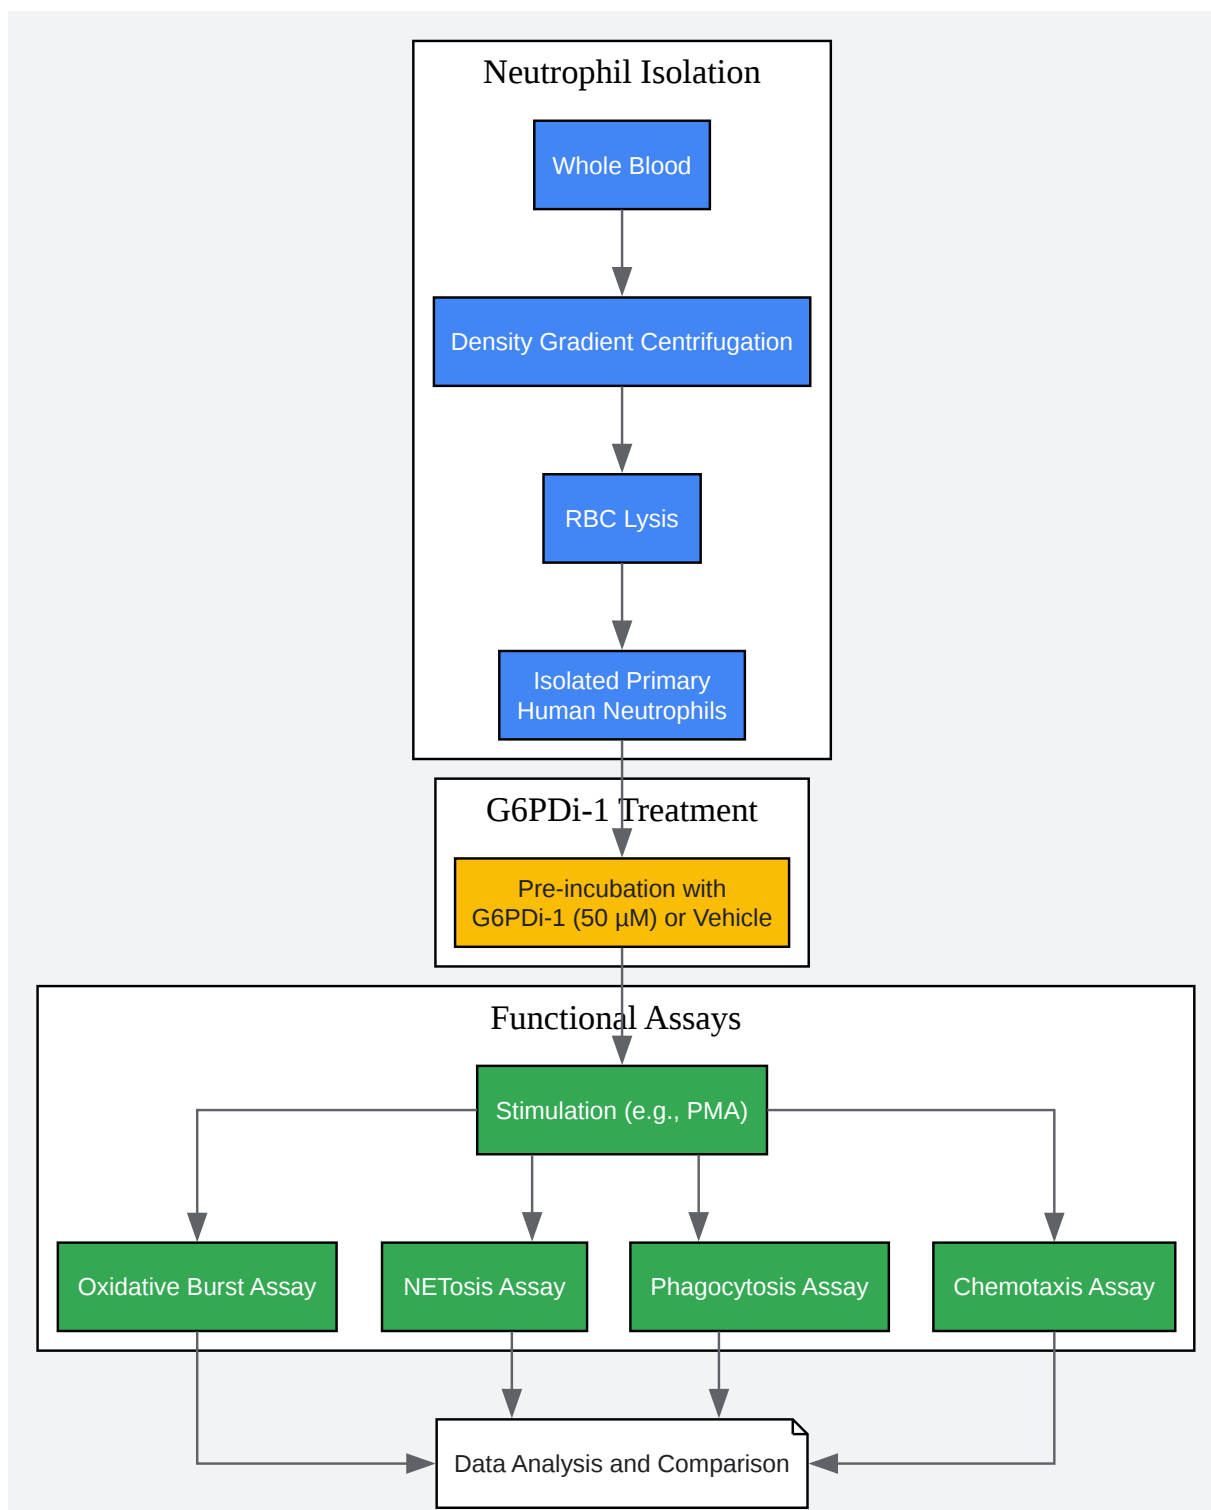 Neutrophil Isolation
Whole Blood
Density Gradient Centrifugation
RBC Lysis
Isolated Primary
Human Neutrophils
G6PDi-1 Treatment
Pre-incubation with
G6PDi-1 (50 µM) or Vehicle
Functional Assays
Stimulation (e.g., PMA)
Oxidative Burst Assay
NETosis Assay
Phagocytosis Assay
Chemotaxis Assay
Data Analysis and Comparison